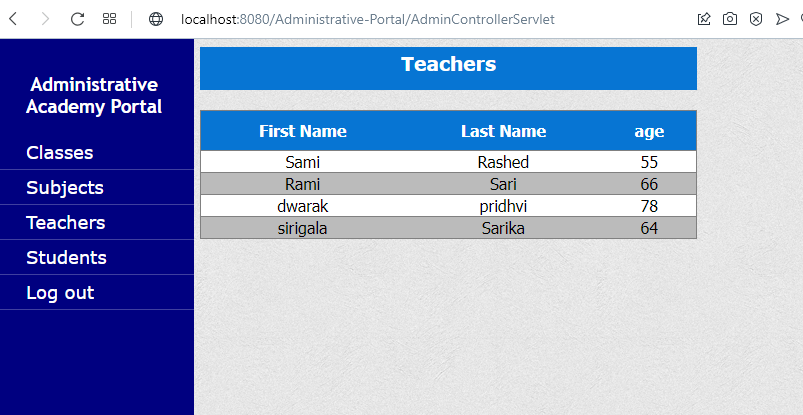 localhost:8080/Administrative-Portal/AdminControllerServlet
Administrative
Academy Portal
Classes
Subjects
Teachers
Students
Log out
Teachers
First Name Last Name age
Sami Rashed 55
Rami Sari 66
dwarak pridhvi 78
sirigala Sarika 64